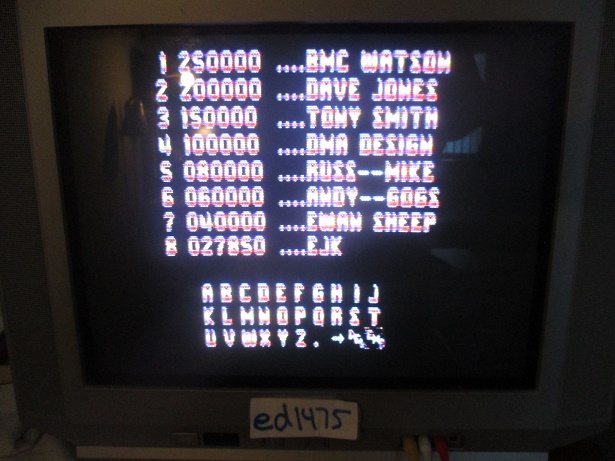 1 250000 ....BMC WATSON
2 200000 ....DAVE JONES
3 150000 ....TONY SMITH
4 100000 ....DMA DESIGN
5 080000 ....RUSS--MIKE
6 060000 ....ANDY--GOGS
7 040000 ....EWAN SHEEP
8 027850 ....EJK
A B C D E F G H I J
K L M N O P Q R S T
U V W X Y Z . →
ed1475